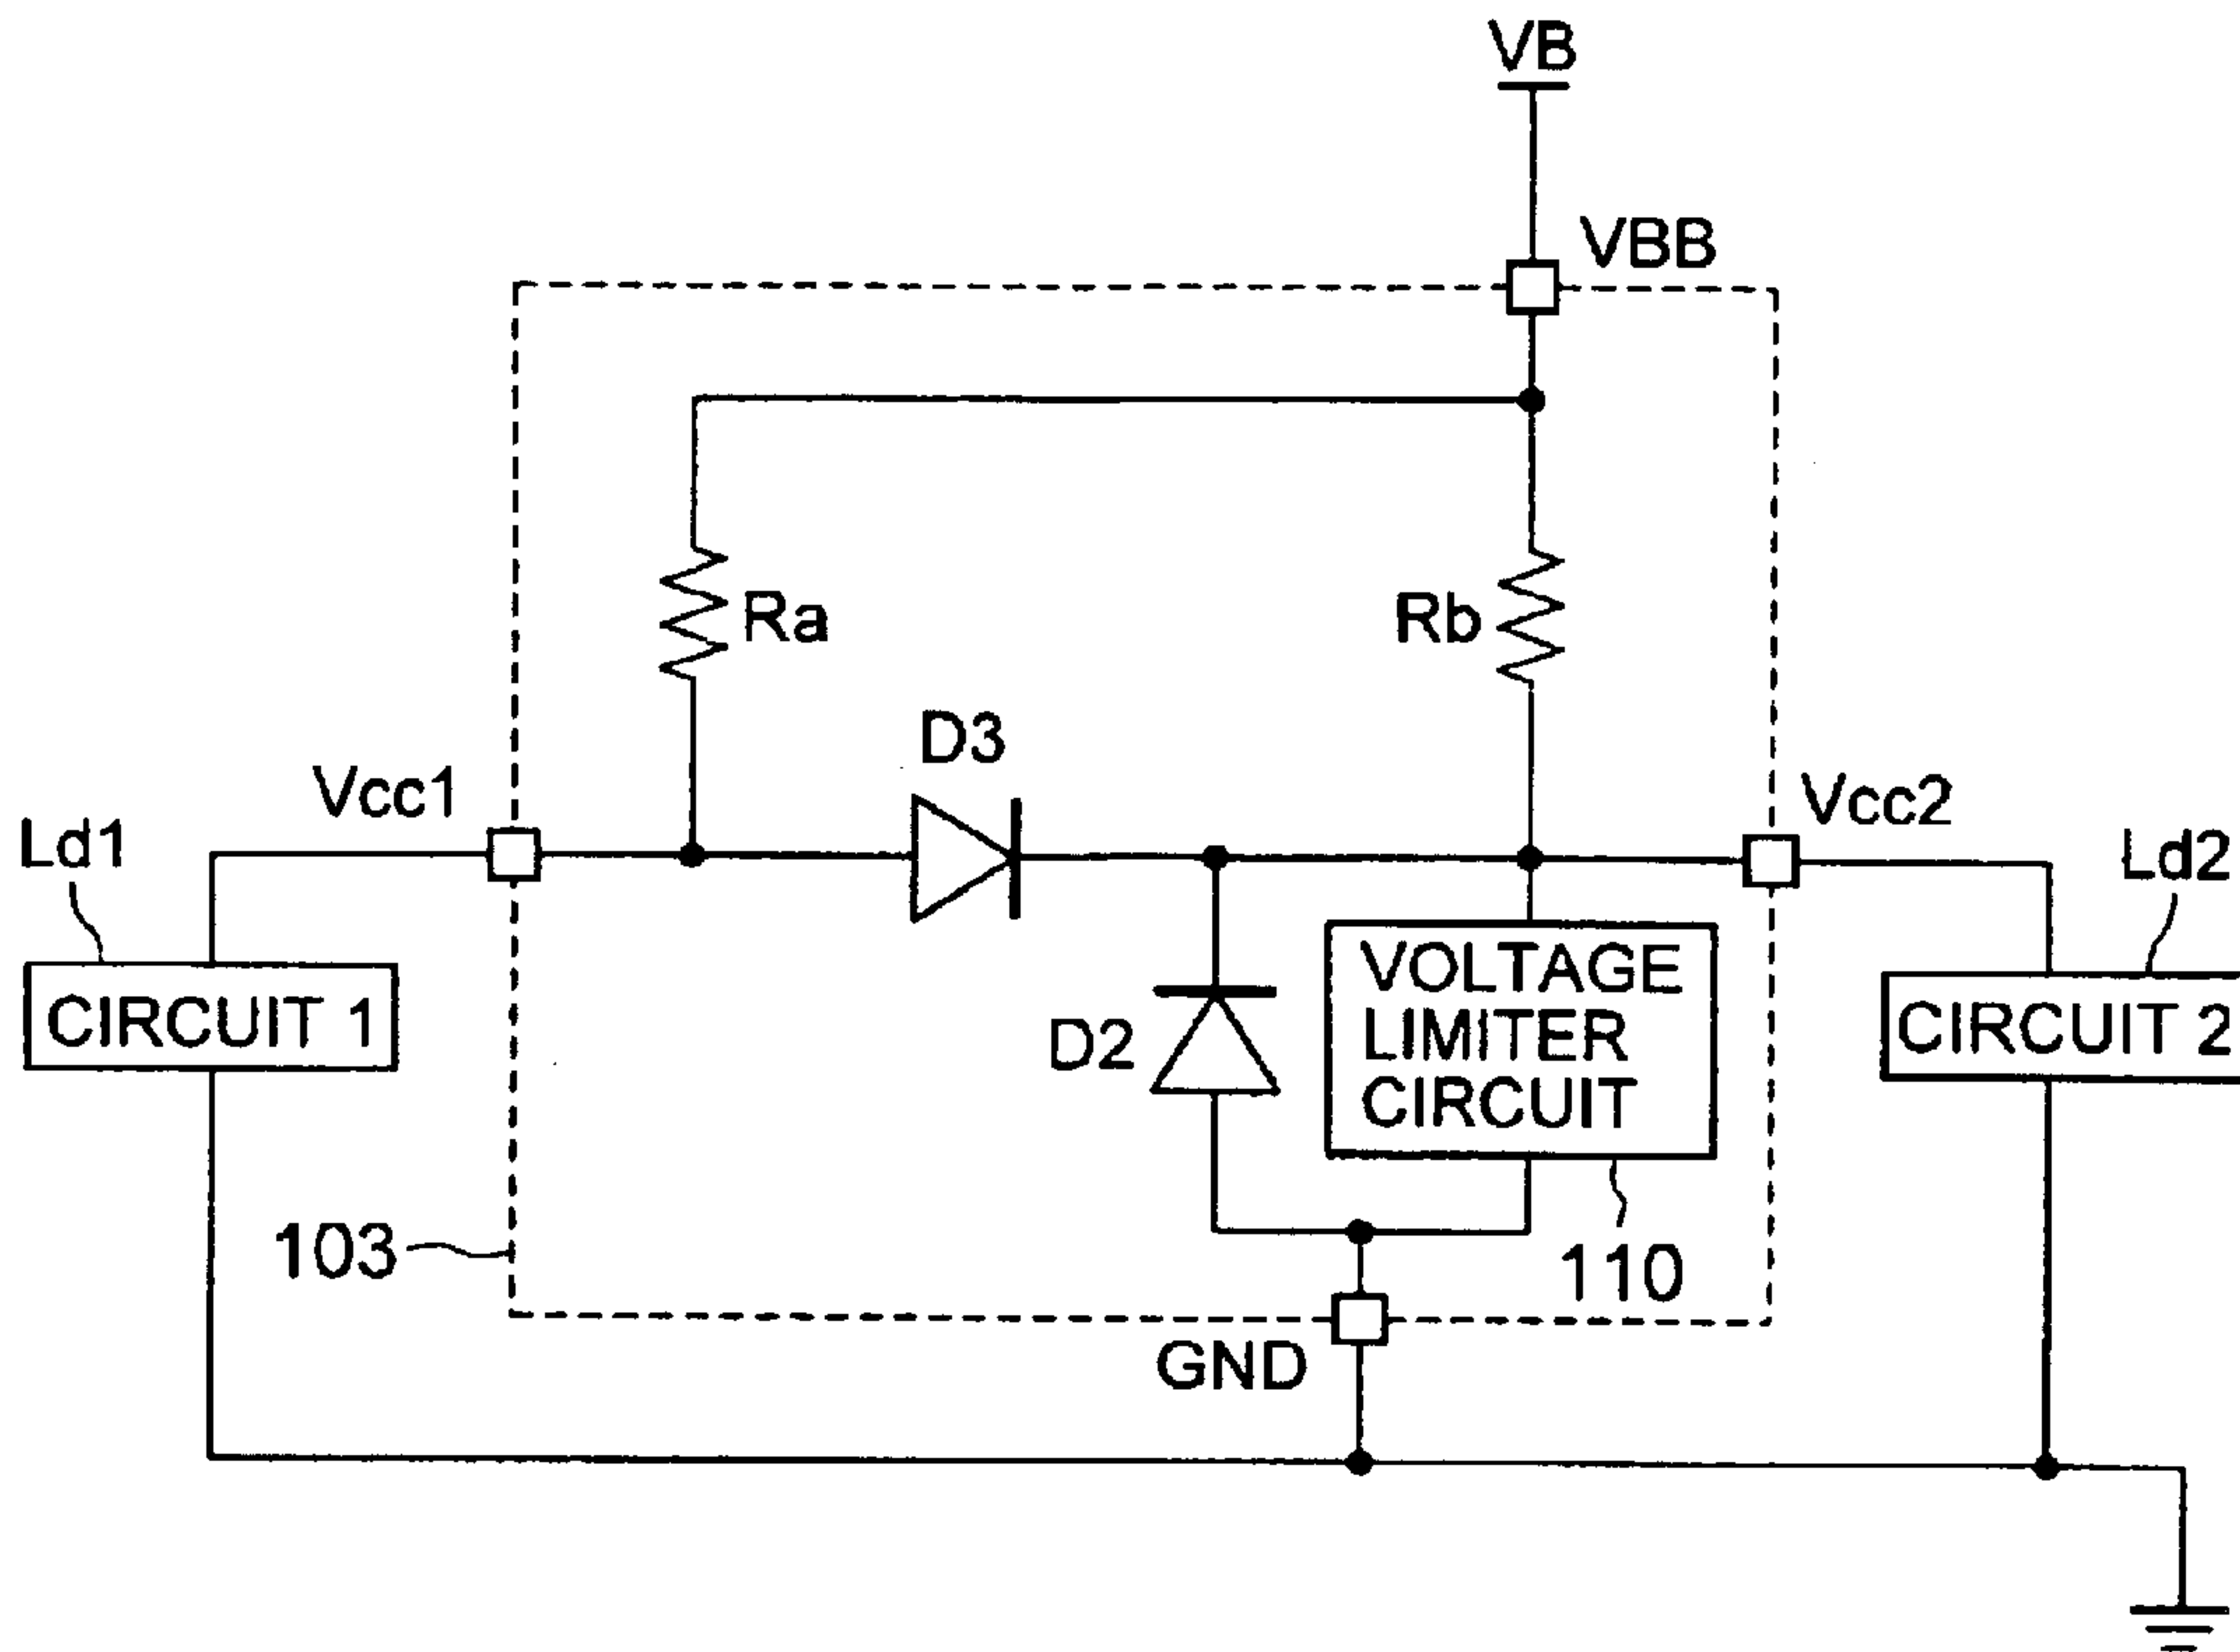 VB
VBB
Ra
Rb
D3
Vcc1
Vcc2
Ld1
Ld2
CIRCUIT 1
VOLTAGE
LIMITER
CIRCUIT
CIRCUIT 2
D2
103
110
GND